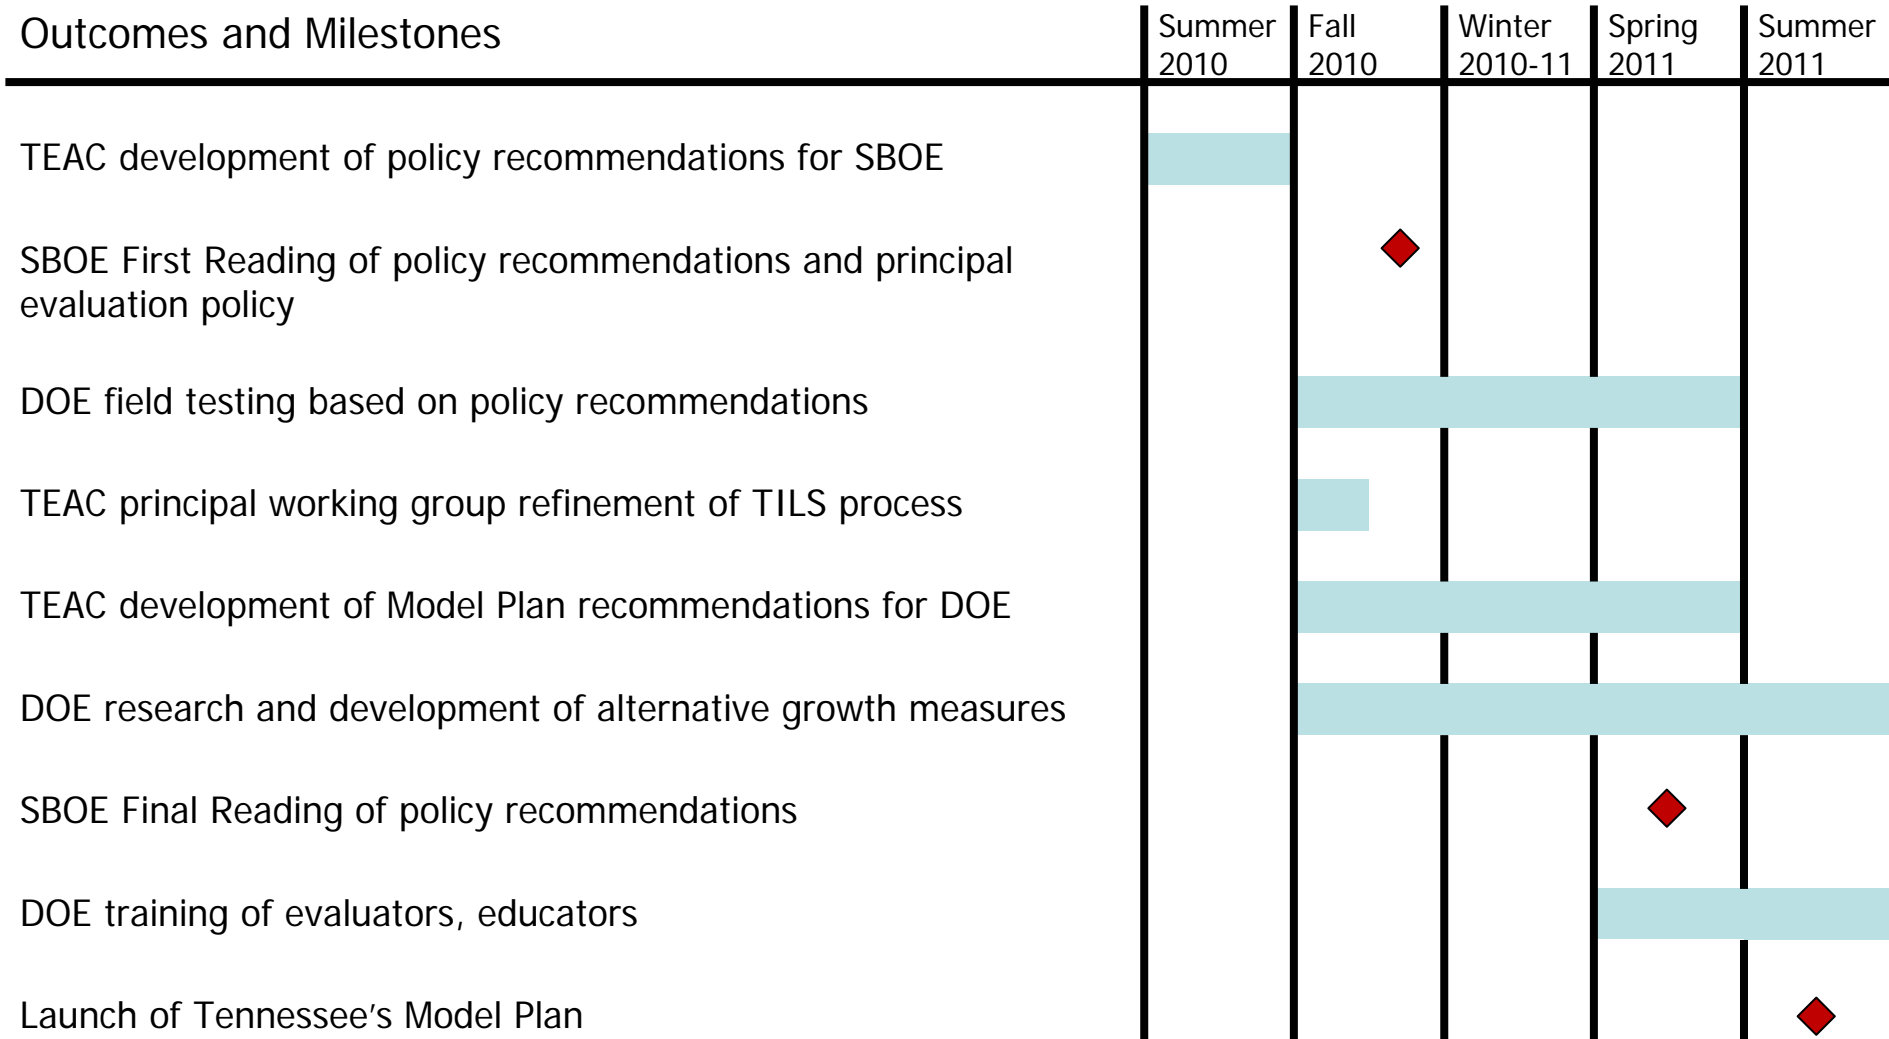 Outcomes and Milestones
Summer
2010
Fall
2010
Winter
2010-11
Spring
2011
Summer
2011
TEAC development of policy recommendations for SBOE
SBOE First Reading of policy recommendations and principal
evaluation policy
DOE field testing based on policy recommendations
TEAC principal working group refinement of TILS process
TEAC development of Model Plan recommendations for DOE
DOE research and development of alternative growth measures
SBOE Final Reading of policy recommendations
DOE training of evaluators, educators
Launch of Tennessee’s Model Plan